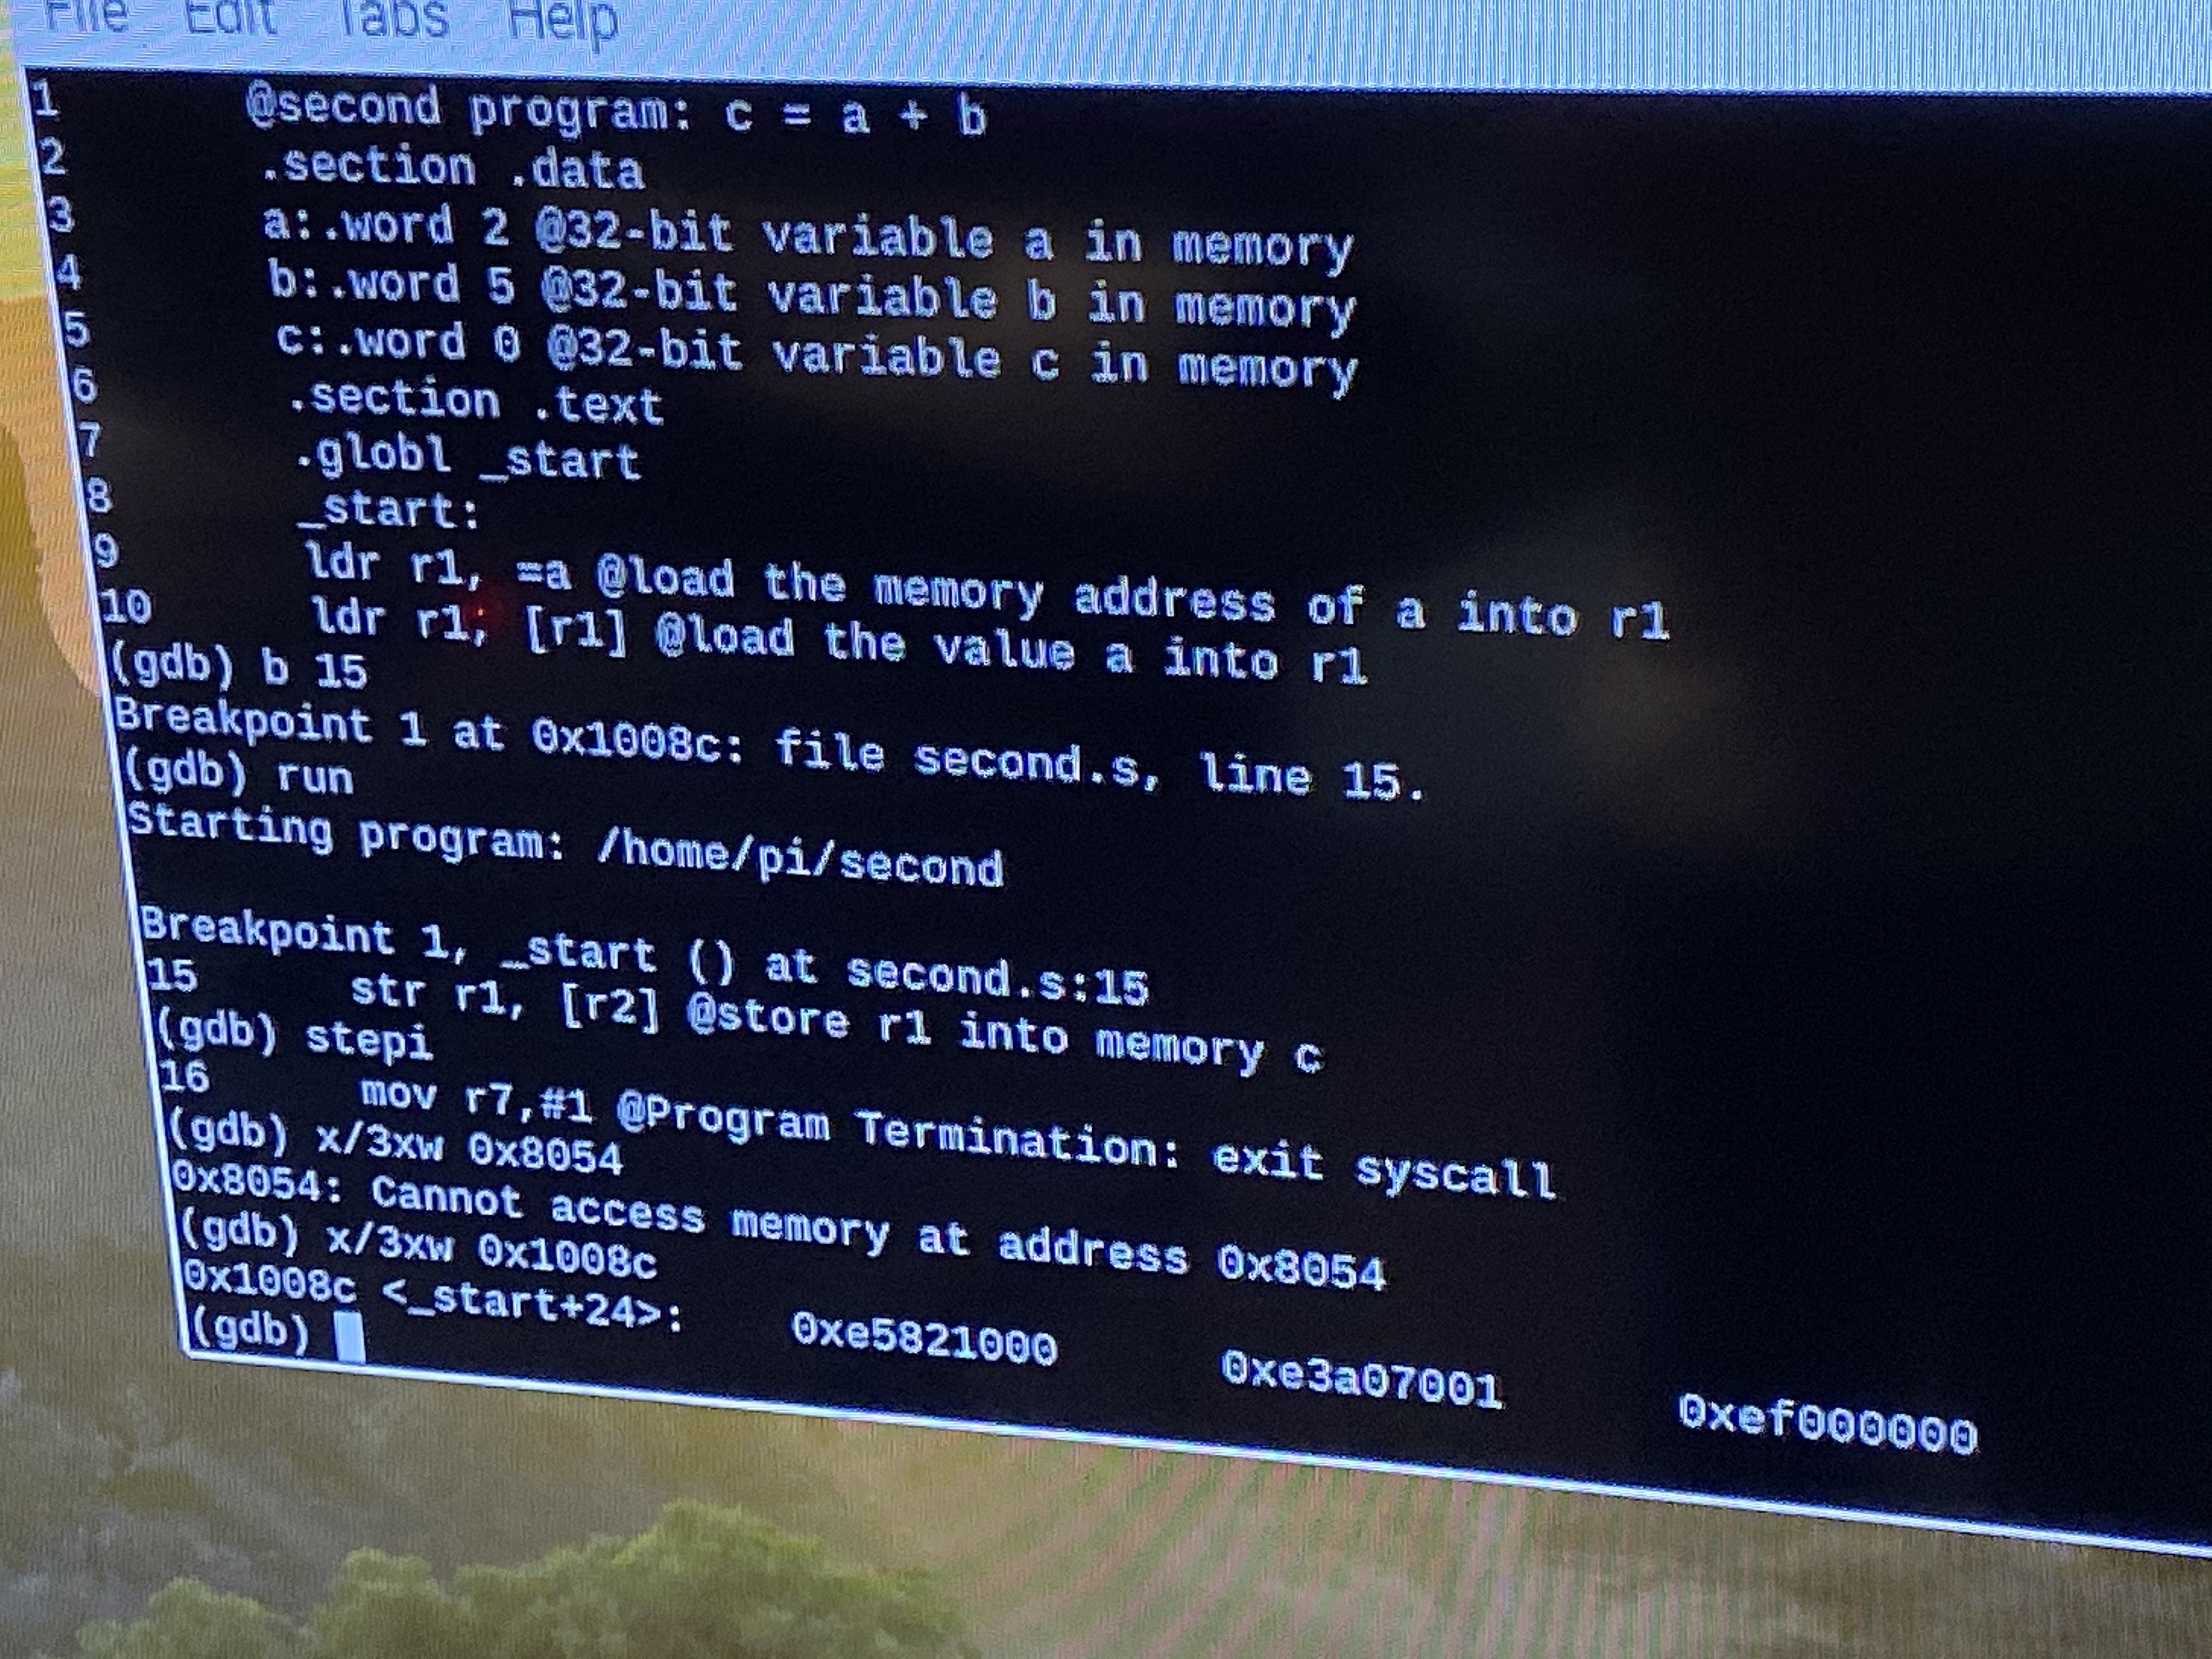 File Edit Tabs Help
1 @second program: c = a + b
2 .section .data
3 a:.word 2 @32-bit variable a in memory
4 b:.word 5 @32-bit variable b in memory
5 c:.word 0 @32-bit variable c in memory
6 .section .text
7 .globl _start
8 _start:
9 ldr r1, =a @load the memory address of a into r1
10 ldr r1, [r1] @load the value a into r1
(gdb) b 15
Breakpoint 1 at 0x1008c: file second.s, line 15.
(gdb) run
Starting program: /home/pi/second
Breakpoint 1, _start () at second.s:15
15 str r1, [r2] @store r1 into memory c
(gdb) stepi
16 mov r7,#1 @Program Termination: exit syscall
(gdb) x/3xw 0x8054
0x8054: Cannot access memory at address 0x8054
(gdb) x/3xw 0x1008c
0x1008c <_start+24>: 0xe5821000 0xe3a07001 0xef000000
(gdb)